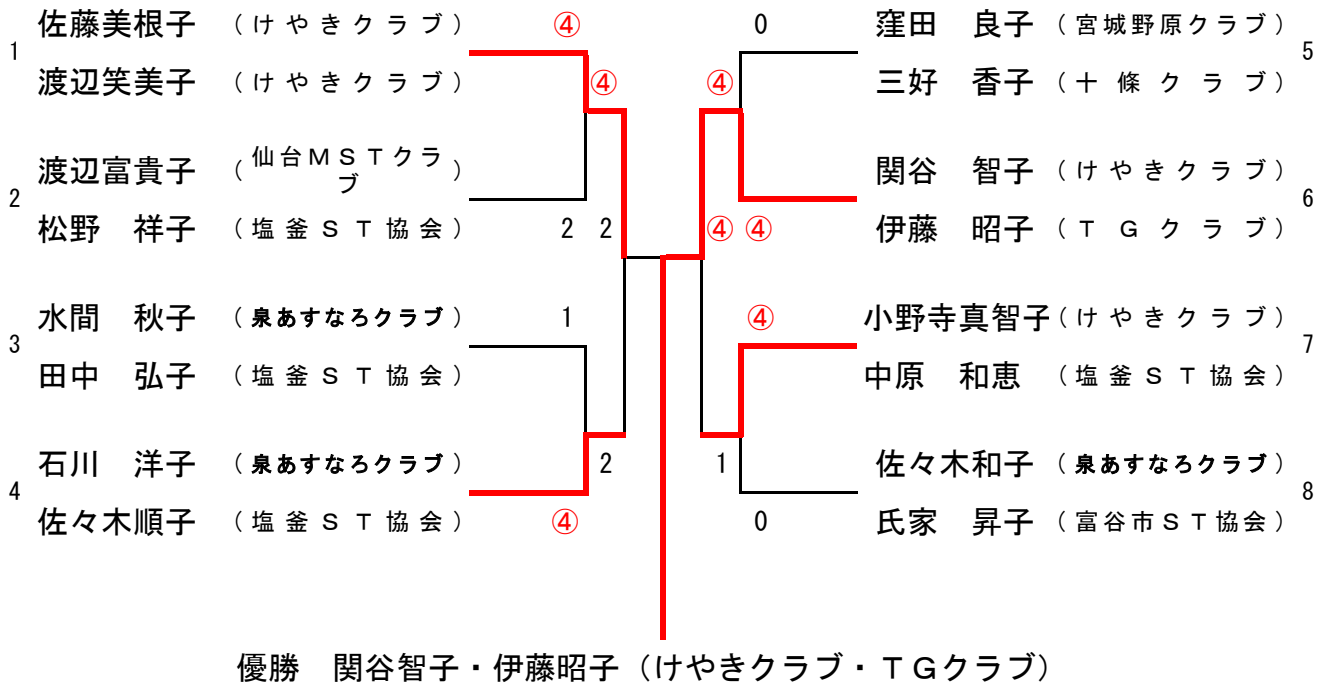 佐藤美根子 (けやきクラブ) ④ 0 窪田 良子 (宮城野原クラブ)
1 5
渡辺笑美子 (けやきクラブ) ④ ④ 三好 香子 (十條クラブ)
渡辺富貴子 (仙台MSTクラブ) 関谷 智子 (けやきクラブ)
2 6
松野 祥子 (塩釜ST協会) 2 2 ④ ④ 伊藤 昭子 (TGクラブ)
水間 秋子 (泉あすなろクラブ) 1 ④ 小野寺真智子 (けやきクラブ)
3 7
田中 弘子 (塩釜ST協会) 中原 和恵 (塩釜ST協会)
石川 洋子 (泉あすなろクラブ) 2 1 佐々木和子 (泉あすなろクラブ)
4 8
佐々木順子 (塩釜ST協会) ④ 0 氏家 昇子 (富谷市ST協会)
優勝 関谷智子・伊藤昭子(けやきクラブ・TGクラブ)